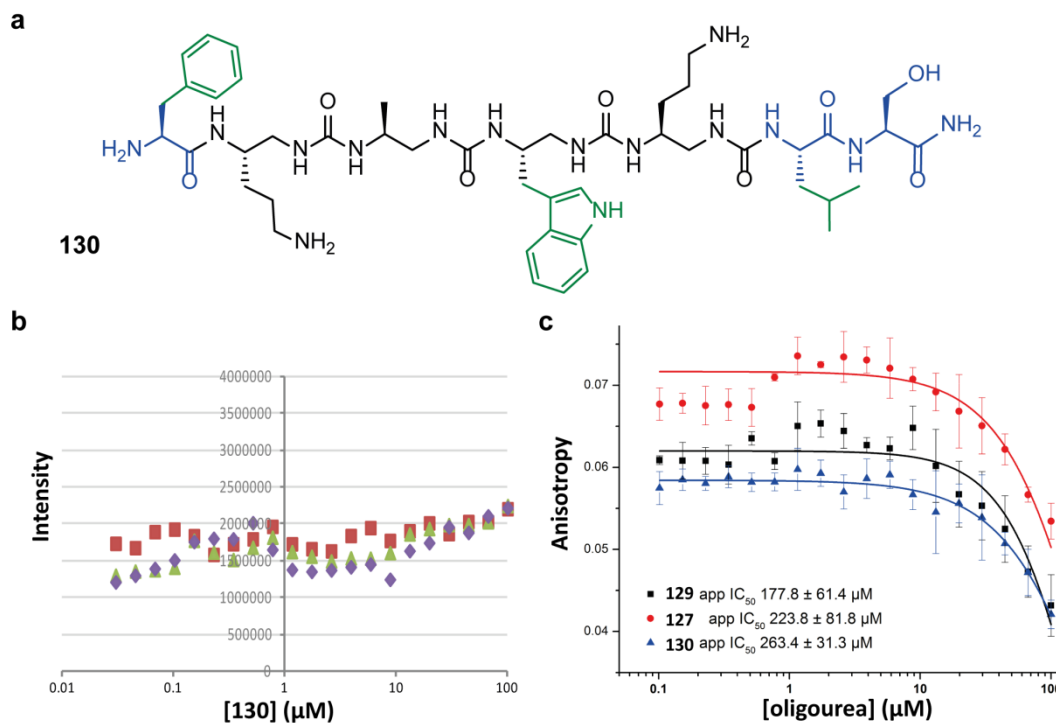 a
NH₂
OH
O
O
O
H
N
H
N
H
N
H
N
H
N
H
N
H₂N
N
H
N
H
N
H
N
H
N
H
NH₂
O
O
O
O
NH₂
NH
130
b
c
4000000
3500000
3000000
2500000
2000000
1500000
1000000
500000
0
Intensity
0.01 0.1 1 10 100
[130] (μM)
0.07
0.06
0.05
0.04
Anisotropy
129 app IC₅₀ 177.8 ± 61.4 μM
127 app IC₅₀ 223.8 ± 81.8 μM
130 app IC₅₀ 263.4 ± 31.3 μM
0.1 1 10 100
[oligourea] (μM)